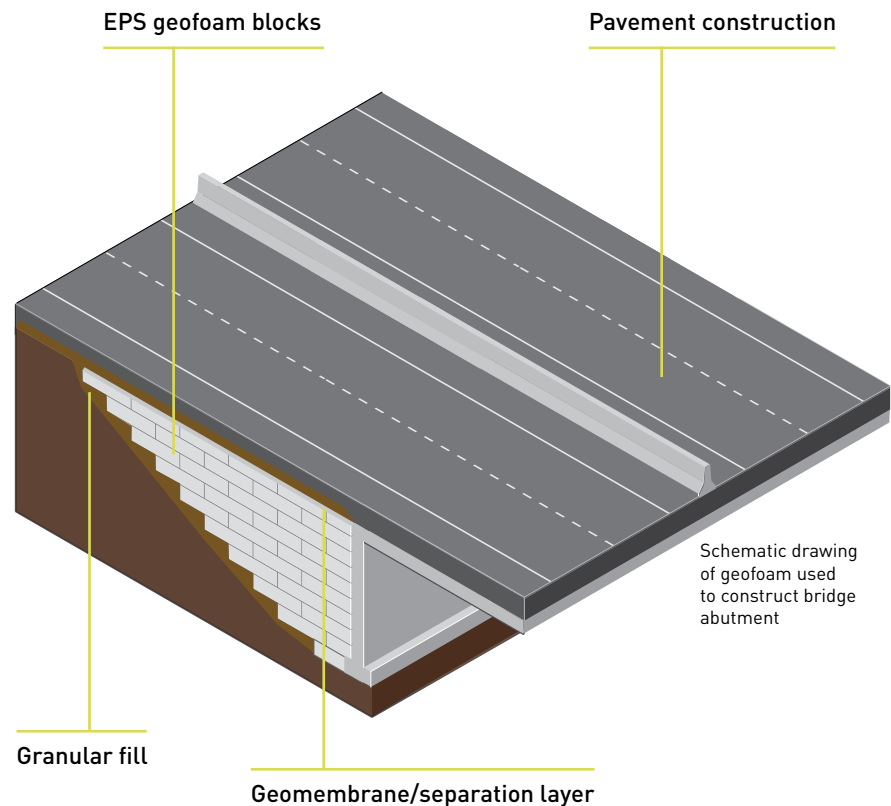 EPS geofoam blocks
Pavement construction
Schematic drawing
of geofoam used
to construct bridge
abutment
Granular fill
Geomembrane/separation layer